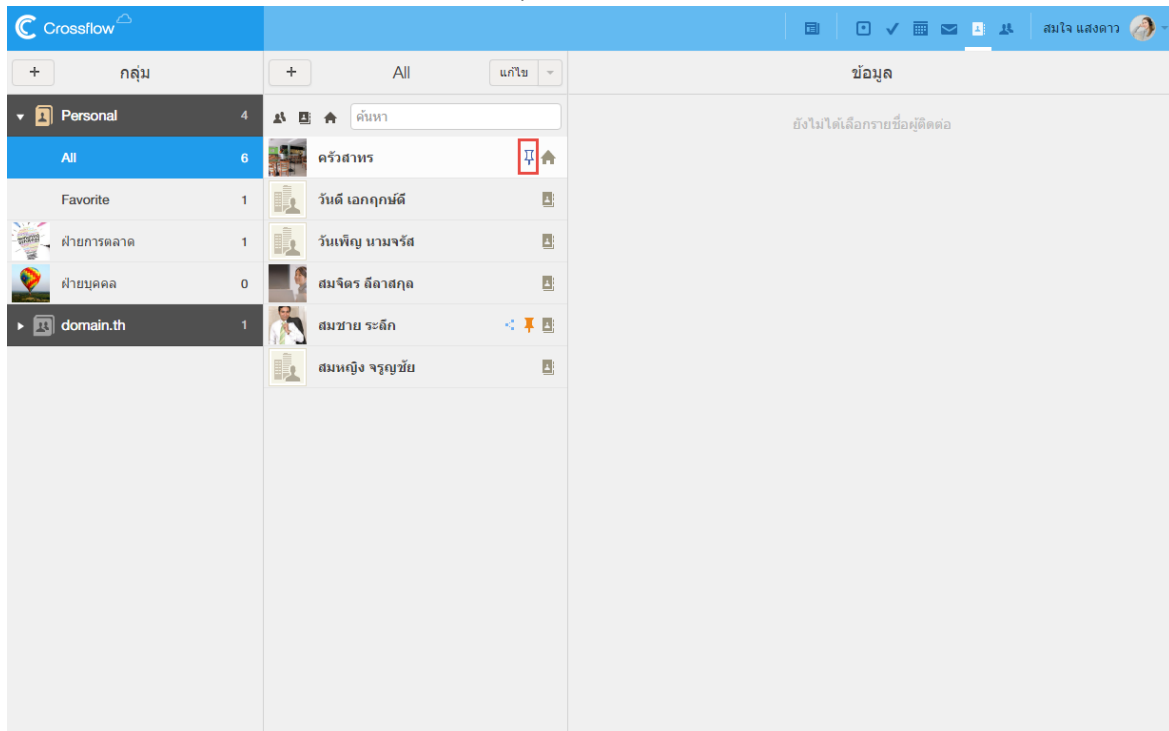 Crossflow
สมใจ แสงดาว
+ กลุ่ม
+ All แก้ไข
ข้อมูล
Personal 4
ค้นหา
ยังไม่ได้เลือกรายชื่อผู้ติดต่อ
All 6
ครัวสาทร
Favorite 1
วันดี เอกฤกษ์ดี
ฝ่ายการตลาด 1
วันเพ็ญ นามจรัส
ฝ่ายบุคคล 0
สมจิตร ลีลาสกุล
domain.th 1
สมชาย ระลึก
สมหญิง จรูญชัย